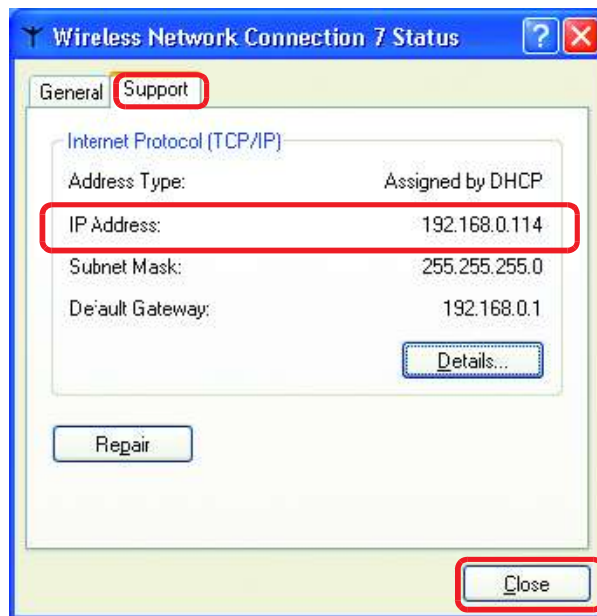 Wireless Network Connection 7 Status
General Support
Internet Protocol (TCP/IP)
Address Type: Assigned by DHCP
IP Address: 192.168.0.114
Subnet Mask: 255.255.255.0
Default Gateway: 192.168.0.1
Details...
Repair
Close